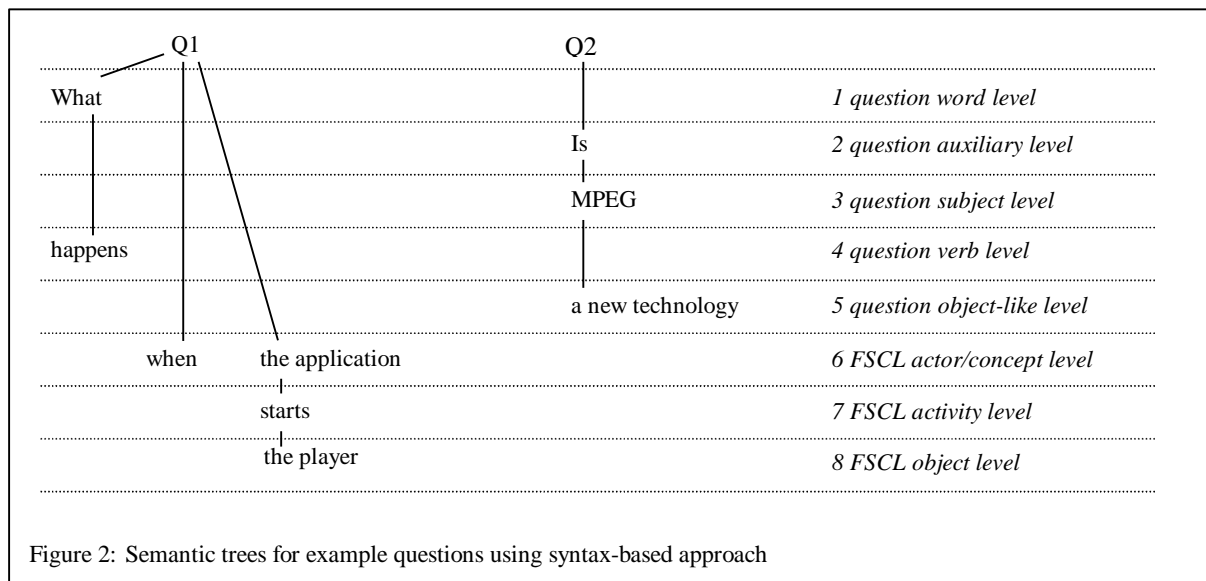 Q1 Q2
What 1 question word level
Is 2 question auxiliary level
MPEG 3 question subject level
happens 4 question verb level
a new technology 5 question object-like level
when the application 6 FSCL actor/concept level
starts 7 FSCL activity level
the player 8 FSCL object level
Figure 2: Semantic trees for example questions using syntax-based approach